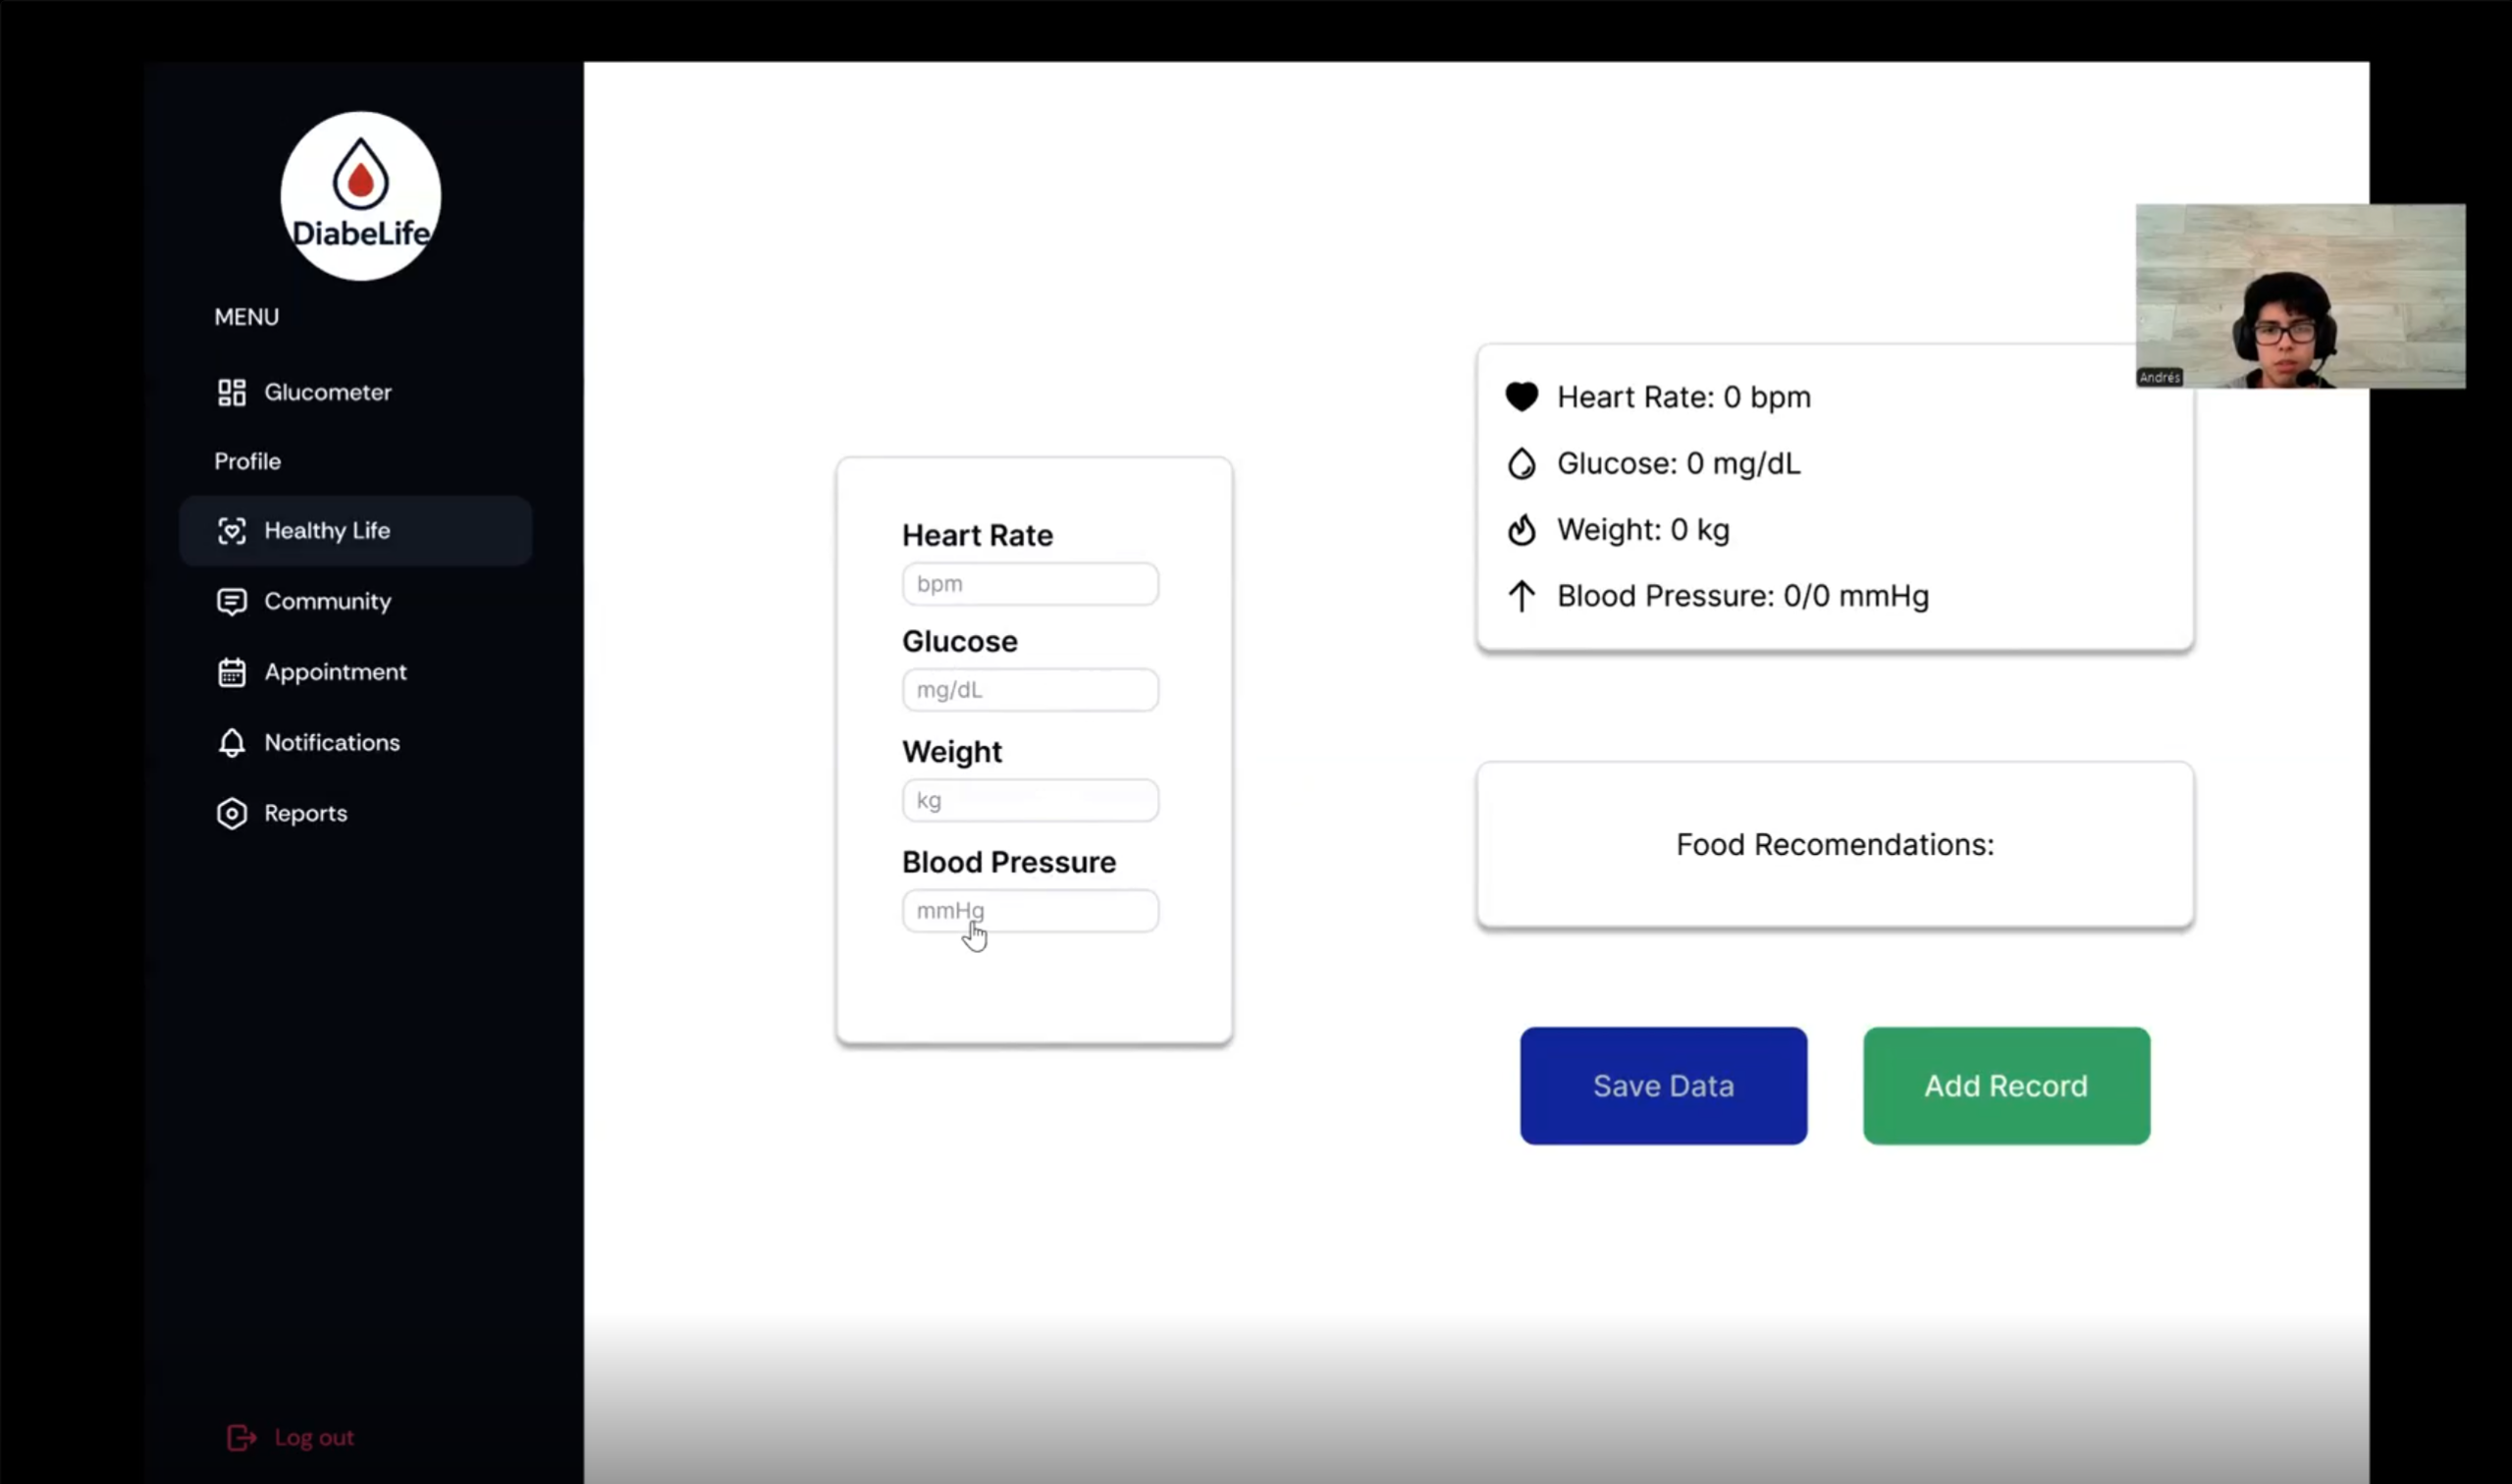 DiabeLife
MENU
Glucometer
Profile
Healthy Life
Community
Appointment
Notifications
Reports
Log out
Heart Rate
bpm
Glucose
mg/dL
Weight
kg
Blood Pressure
mmHg
Andrés
Heart Rate: 0 bpm
Glucose: 0 mg/dL
Weight: 0 kg
Blood Pressure: 0/0 mmHg
Food Recomendations:
Save Data
Add Record